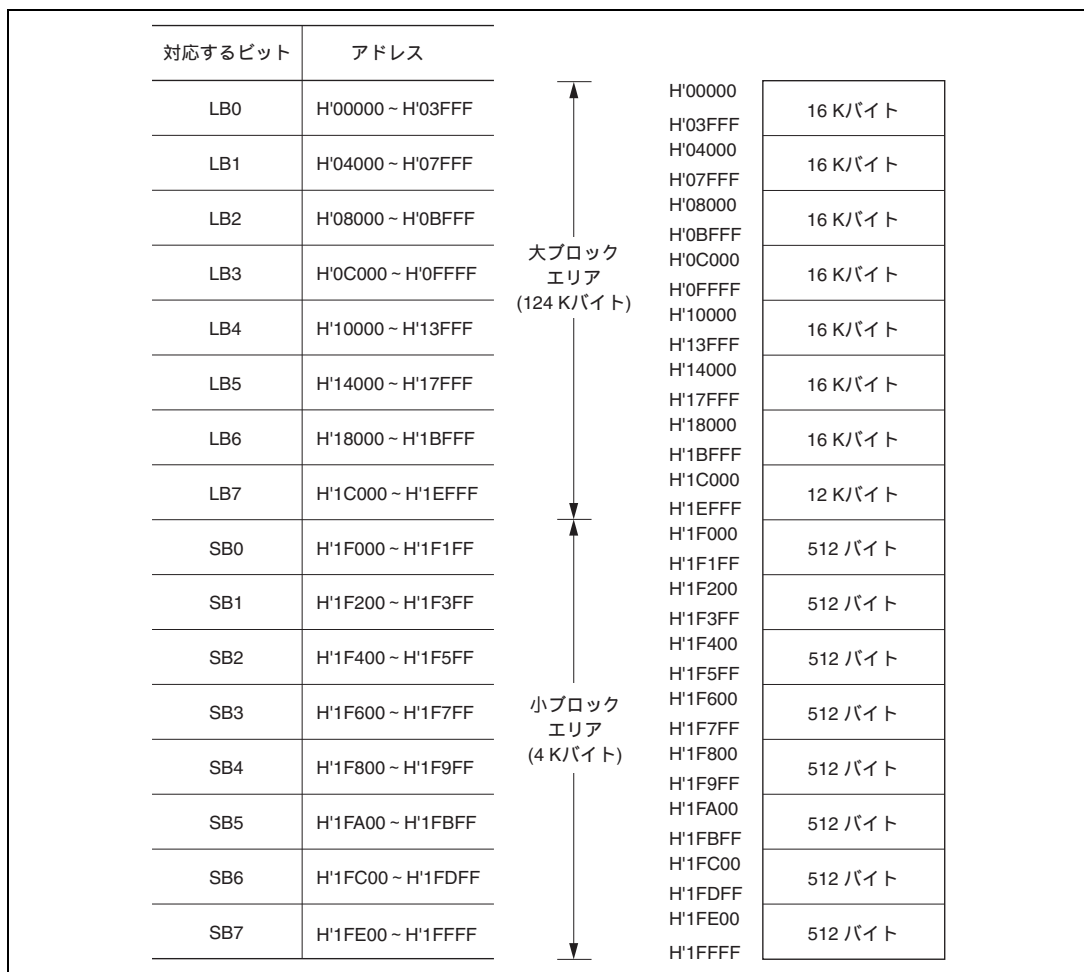 対応するビット アドレス
LB0 H'00000 ~ H'03FFF
LB1 H'04000 ~ H'07FFF
LB2 H'08000 ~ H'0BFFF
LB3 H'0C000 ~ H'0FFFF
LB4 H'10000 ~ H'13FFF
LB5 H'14000 ~ H'17FFF
LB6 H'18000 ~ H'1BFFF
LB7 H'1C000 ~ H'1EFFF
SB0 H'1F000 ~ H'1F1FF
SB1 H'1F200 ~ H'1F3FF
SB2 H'1F400 ~ H'1F5FF
SB3 H'1F600 ~ H'1F7FF
SB4 H'1F800 ~ H'1F9FF
SB5 H'1FA00 ~ H'1FBFF
SB6 H'1FC00 ~ H'1FDFF
SB7 H'1FE00 ~ H'1FFFF
大ブロック
エリア
(124 Kバイト)
小ブロック
エリア
(4 Kバイト)
H'00000
16 Kバイト
H'03FFF
H'04000
16 Kバイト
H'07FFF
H'08000
16 Kバイト
H'0BFFF
H'0C000
16 Kバイト
H'0FFFF
H'10000
16 Kバイト
H'13FFF
H'14000
16 Kバイト
H'17FFF
H'18000
16 Kバイト
H'1BFFF
H'1C000
12 Kバイト
H'1EFFF
H'1F000
512 バイト
H'1F1FF
H'1F200
512 バイト
H'1F3FF
H'1F400
512 バイト
H'1F5FF
H'1F600
512 バイト
H'1F7FF
H'1F800
512 バイト
H'1F9FF
H'1FA00
512 バイト
H'1FBFF
H'1FC00
512 バイト
H'1FDFF
H'1FE00
512 バイト
H'1FFFF